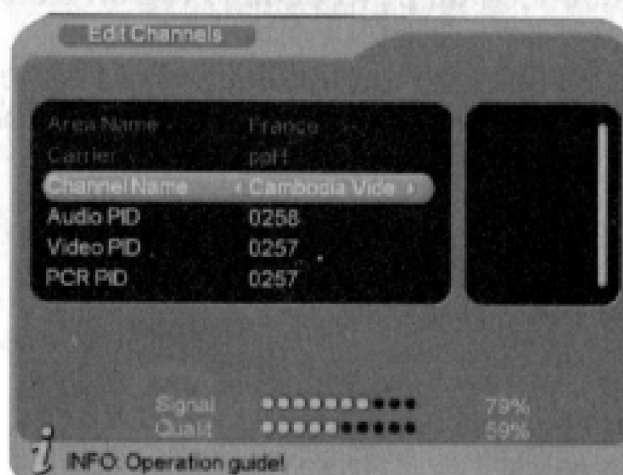 Edit Channels
Area Name France
Carrier
Channel Name Cambodia Vide
Audio PID 0258
Video PID 0257
PCR PID 0257
Signal 79%
Qualit 59%
INFO: Operation guide!